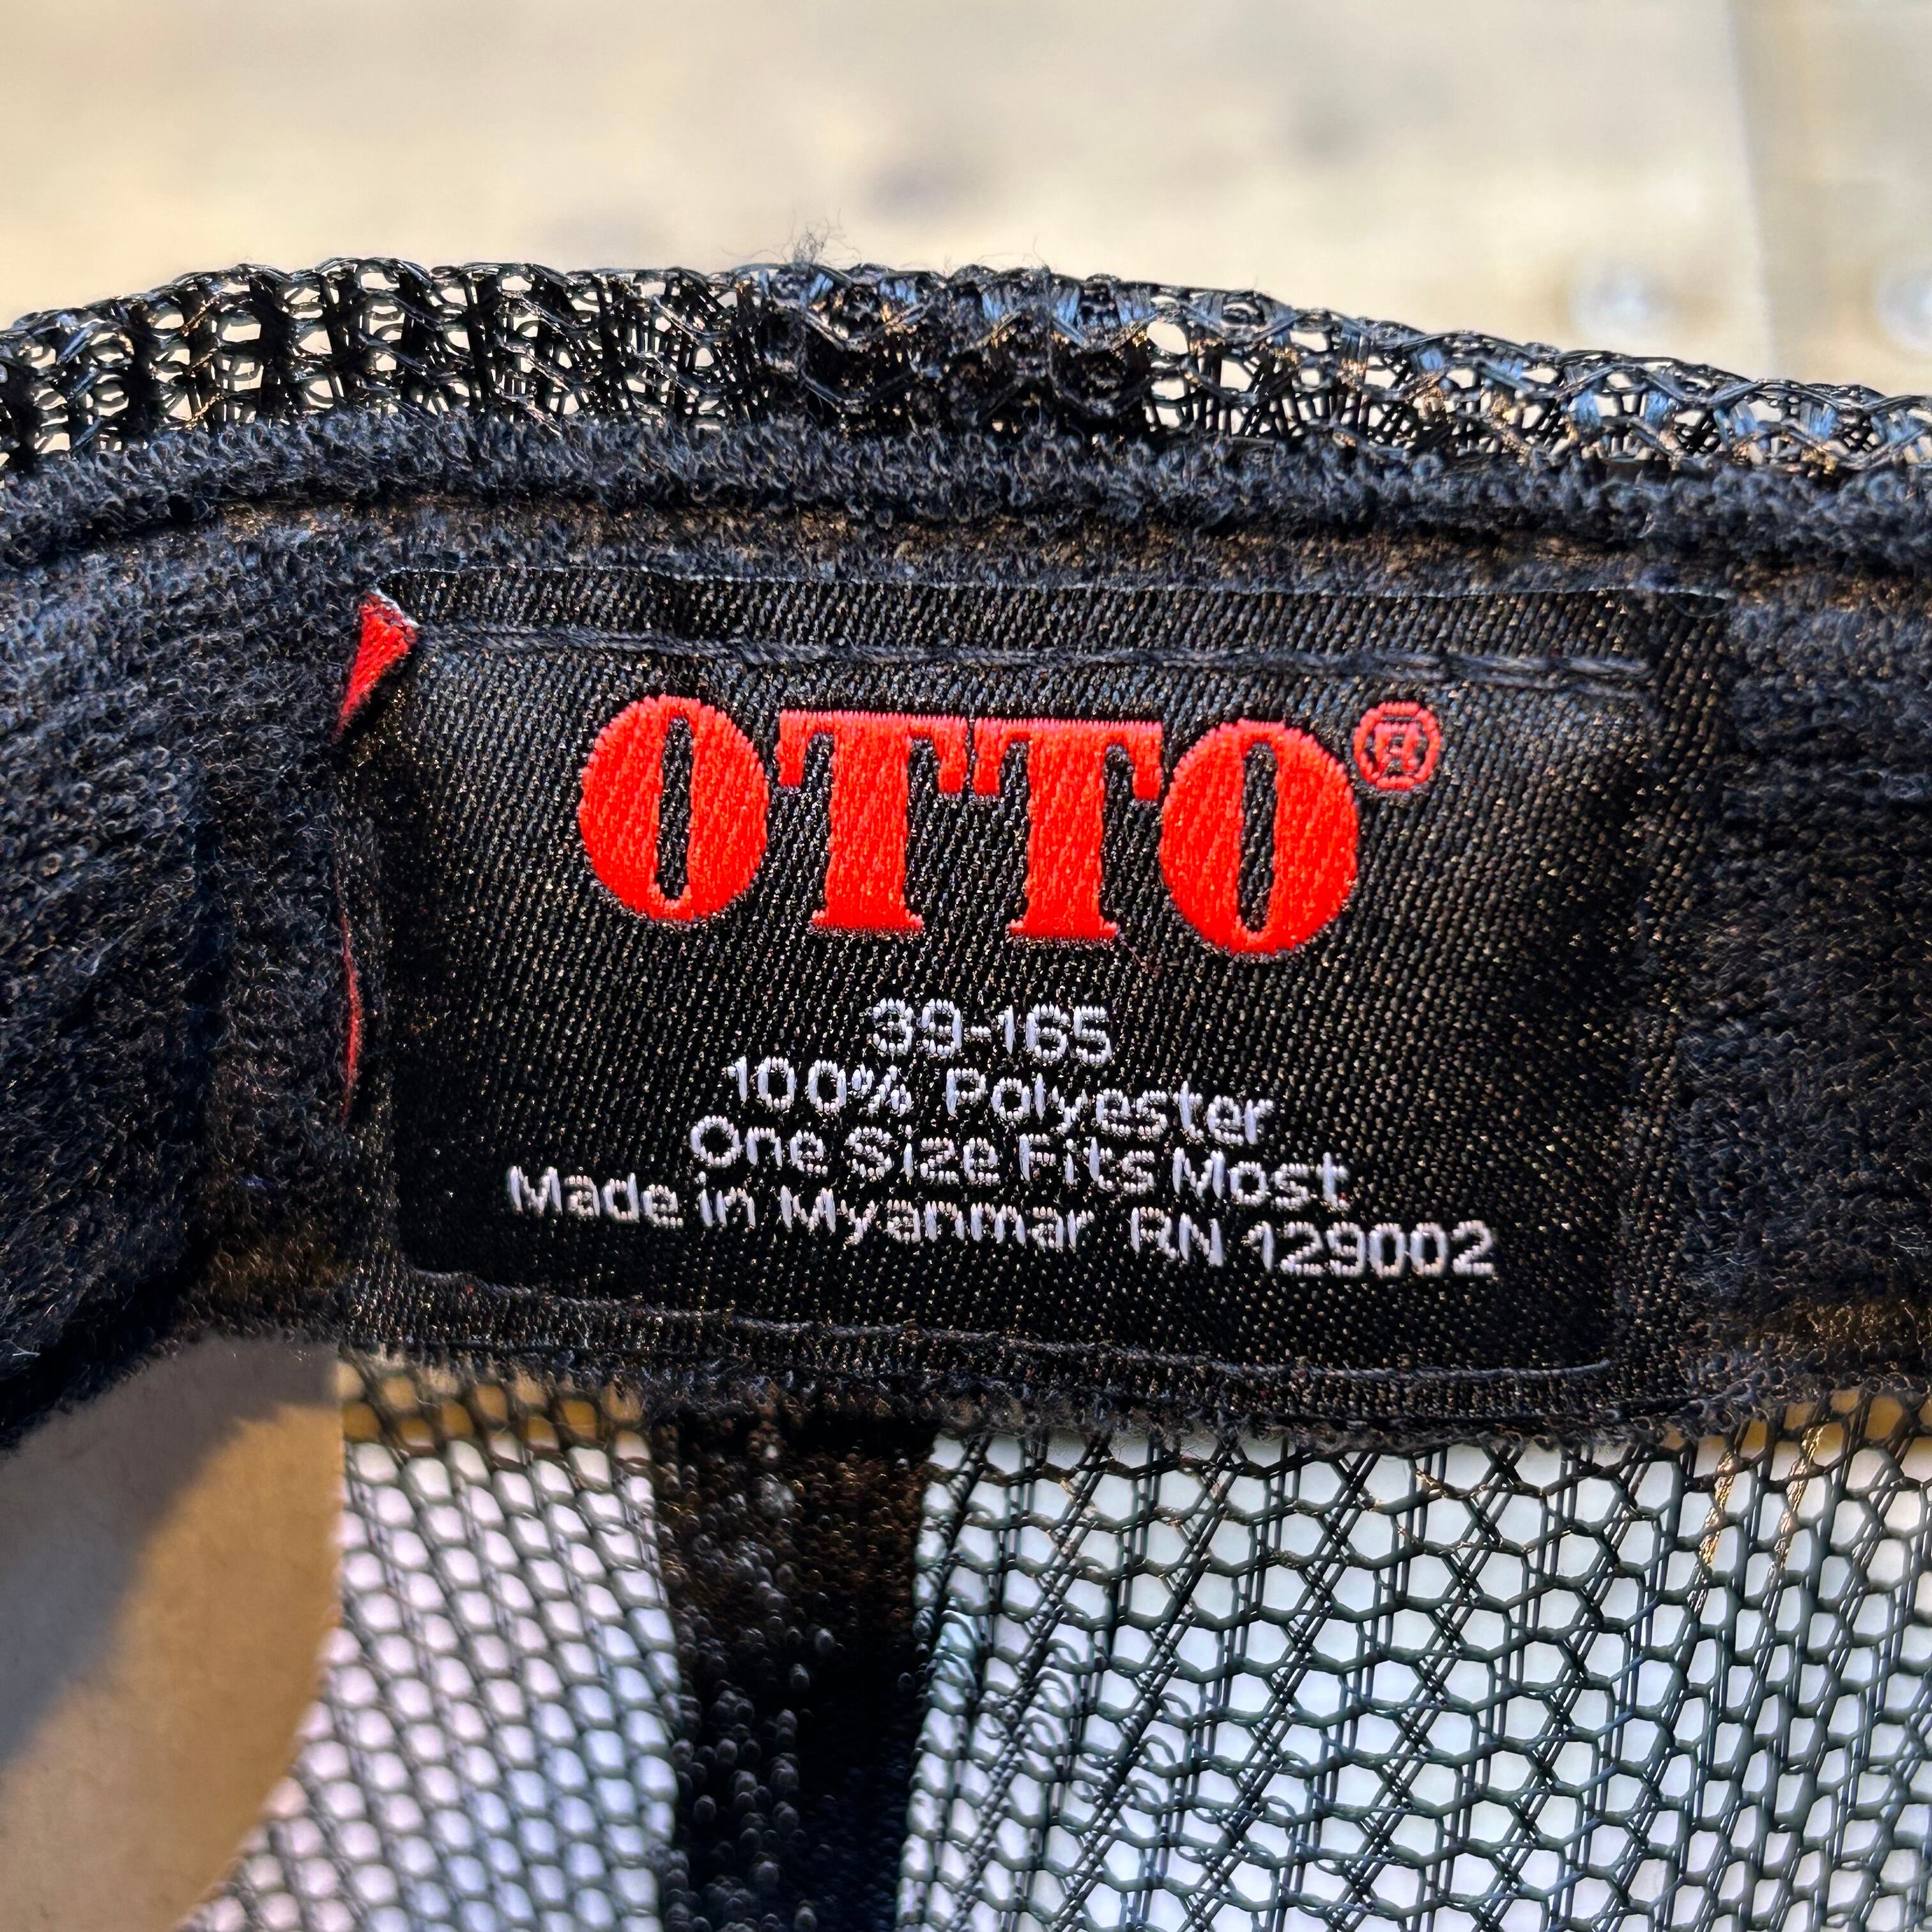 OTTO®
39-165
100% Polyester
One Size Fits Most
Made in Myanmar RN 129002